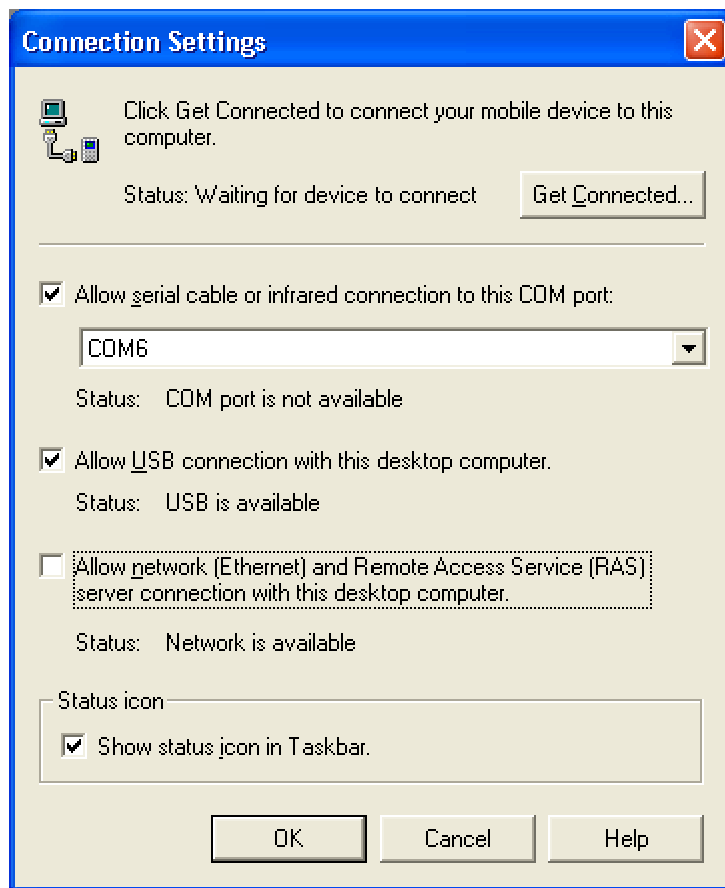 Connection Settings
Click Get Connected to connect your mobile device to this
computer.
Status: Waiting for device to connect
Get Connected...
Allow serial cable or infrared connection to this COM port:
COM6
Status: COM port is not available
Allow USB connection with this desktop computer.
Status: USB is available
Allow network (Ethernet) and Remote Access Service (RAS)
server connection with this desktop computer.
Status: Network is available
Status icon
Show status icon in Taskbar.
OK Cancel Help